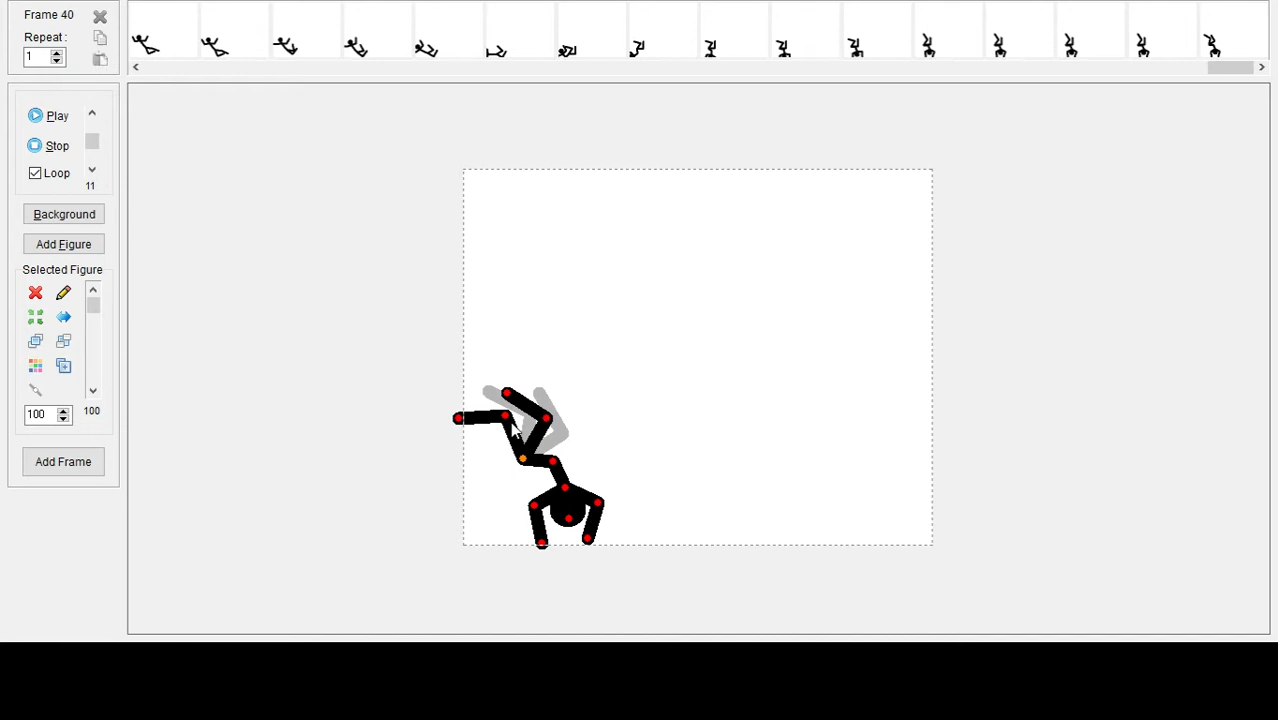 Frame 40
Repeat:
1
Play
Stop
Loop
11
Background
Add Figure
Selected Figure
100
100
Add Frame